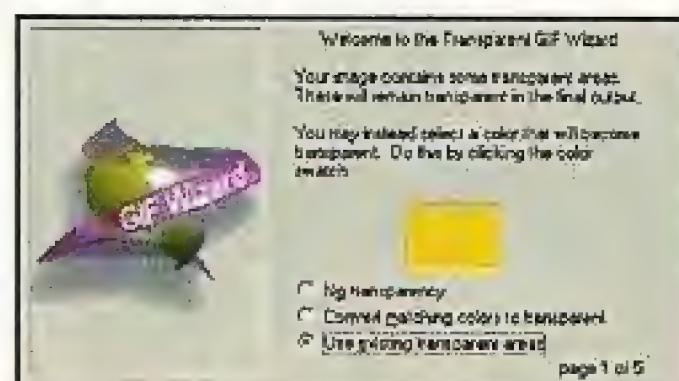 Welcome to the Transparent GIF Wizard
Your image contains some transparent areas.
These will remain transparent in the final output.
You may instead select a color that will become
transparent. Do this by clicking the color
swatch.
GIF Wizard
No transparency
Convert matching colors to transparent
Use existing transparent areas
page 1 of 5